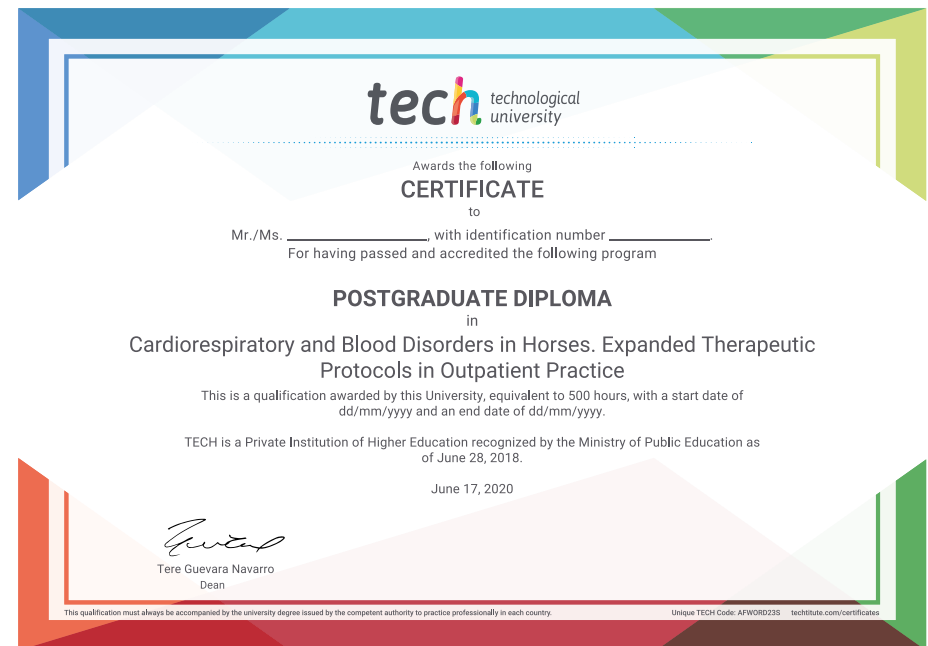 tech technological
university
Awards the following
CERTIFICATE
to
Mr./Ms. ____________________, with identification number ______________.
For having passed and accredited the following program
POSTGRADUATE DIPLOMA
in
Cardiorespiratory and Blood Disorders in Horses. Expanded Therapeutic
Protocols in Outpatient Practice
This is a qualification awarded by this University, equivalent to 500 hours, with a start date of
dd/mm/yyyy and an end date of dd/mm/yyyy.
TECH is a Private Institution of Higher Education recognized by the Ministry of Public Education as
of June 28, 2018.
June 17, 2020
Tere Guevara Navarro
Dean
This qualification must always be accompanied by the university degree issued by the competent authority to practice professionally in each country.
Unique TECH Code: AFWORD23S techtitute.com/certificates